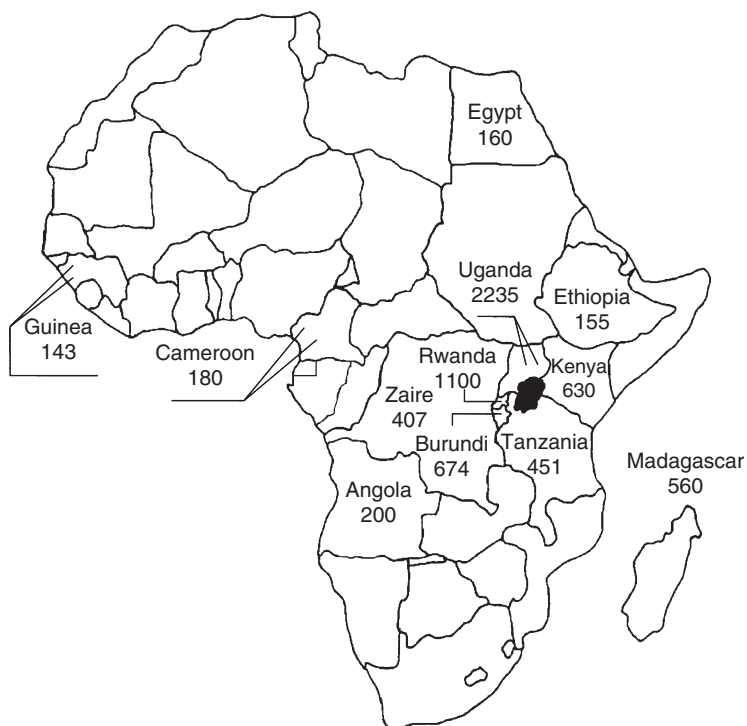 Egypt
160
Uganda
2235
Ethiopia
155
Guinea
143
Cameroon
180
Rwanda
1100
Kenya
630
Zaire
407
Burundi
674
Tanzania
451
Madagascar
560
Angola
200